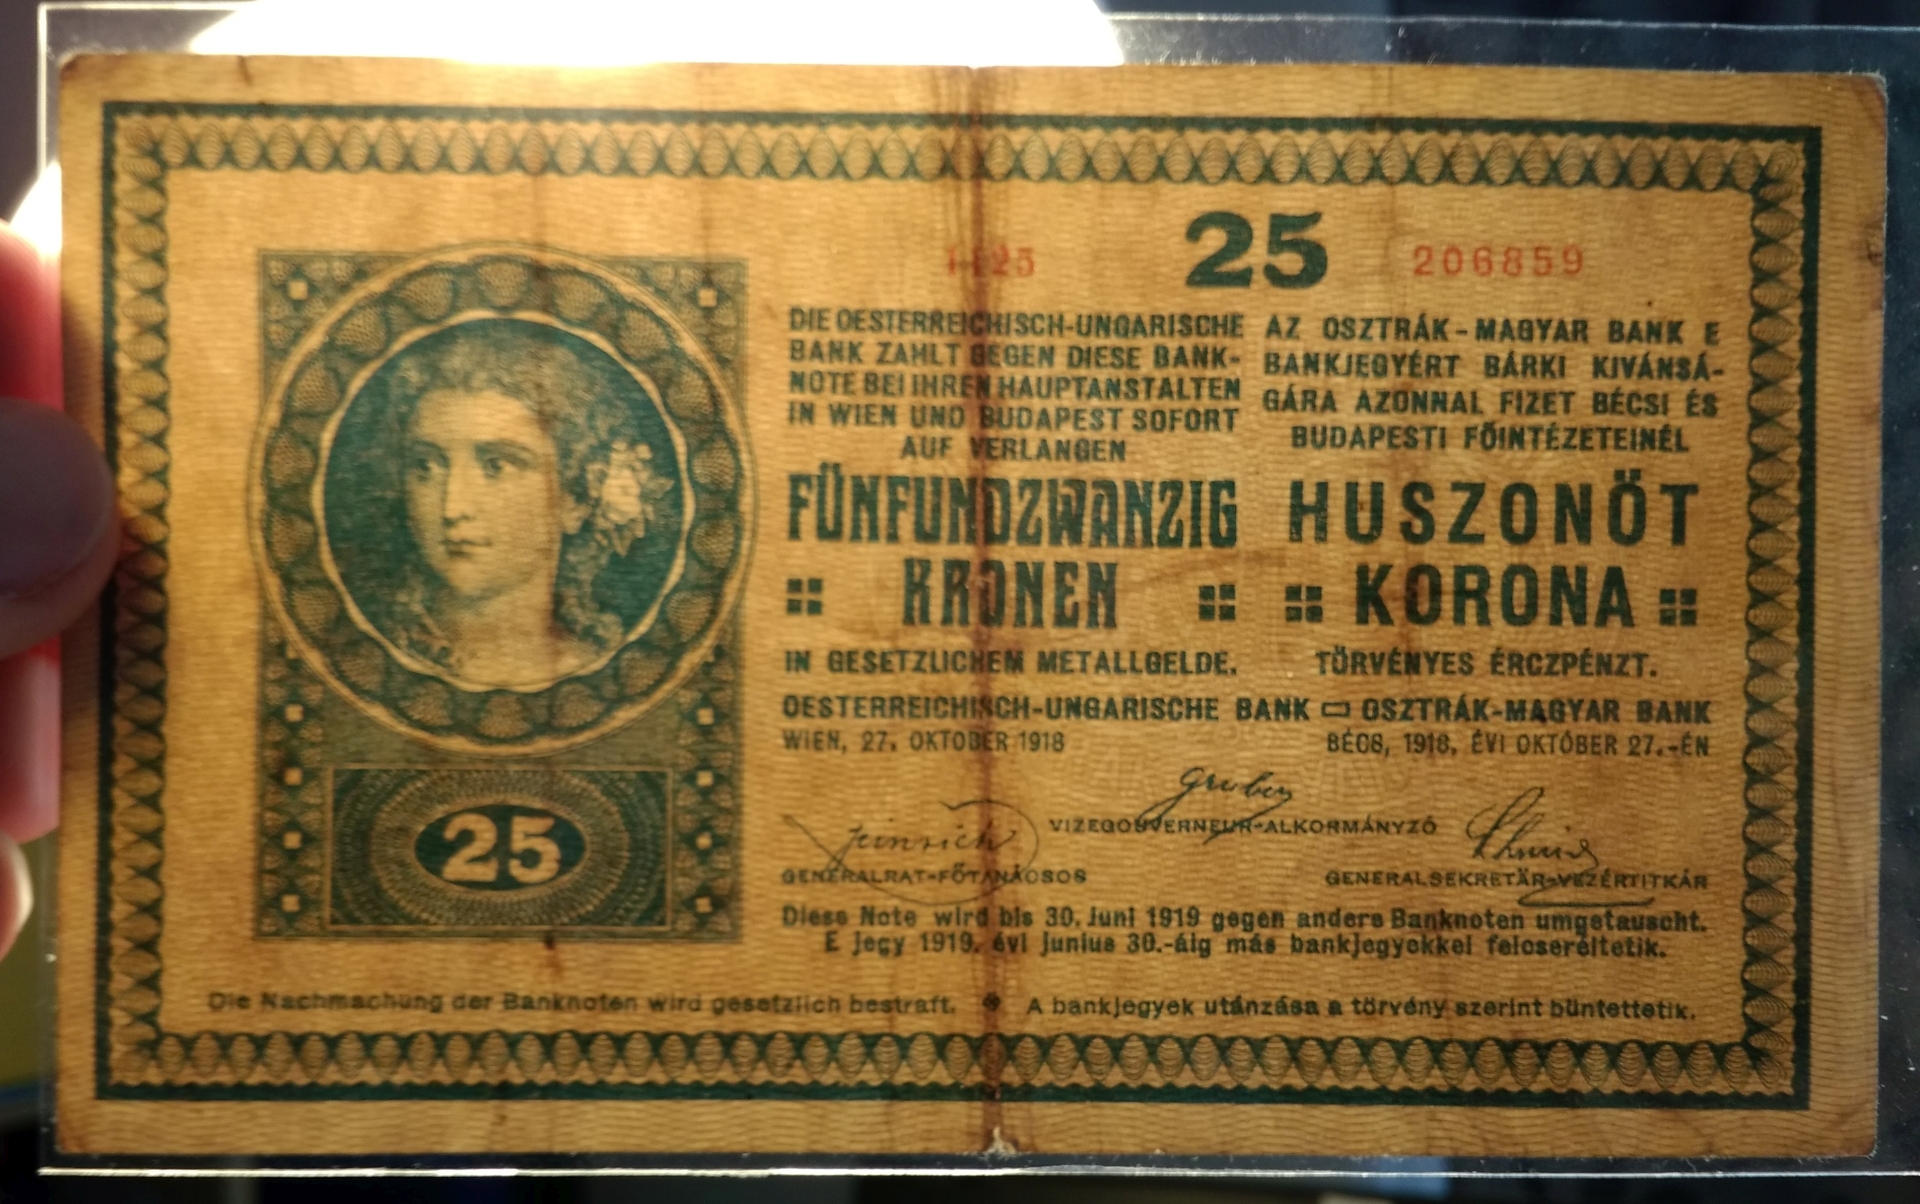 25
206859
DIE OESTERREICHISCH-UNGARISCHE
BANK ZAHLT GEGEN DIESE BANK-
NOTE BEI IHREN HAUPTANSTALTEN
IN WIEN UND BUDAPEST SOFORT
AUF VERLANGEN
FÜNFUNDZWANZIG
KRONEN
IN GESETZLICHEM METALLGELDE.
AZ OSZTRÁK-MAGYAR BANK E
BANKJEGYÉRT BÁRKI KIVÁNSÁ-
GÁRA AZONNAL FIZET BÉCSI ÉS
BUDAPESTI FŐINTÉZETEINÉL
HUSZONÖT
KORONA
TÖRVÉNYES ÉRCZPÉNZT.
OESTERREICHISCH-UNGARISCHE BANK OSZTRÁK-MAGYAR BANK
WIEN, 27. OKTOBER 1918
BÉCS, 1918, ÉVI OKTÓBER 27.-ÉN
Gruber
VIZEGOUVERNEUR-ALKORMÁNYZÓ
GENERALRAT-FŐTANÁCSOS
GENERALSEKRETÄR-VEZÉRTITKÁR
Diese Note wird bis 30. Juni 1919 gegen andere Banknoten umgetauscht.
E jegy 1919. évi junius 30.-áig más bankjegyekkel felcseréltetik.
25
Die Nachmachung der Banknoten wird gesetzlich bestraft.
A bankjegyek utánzása a törvény szerint büntettetik.